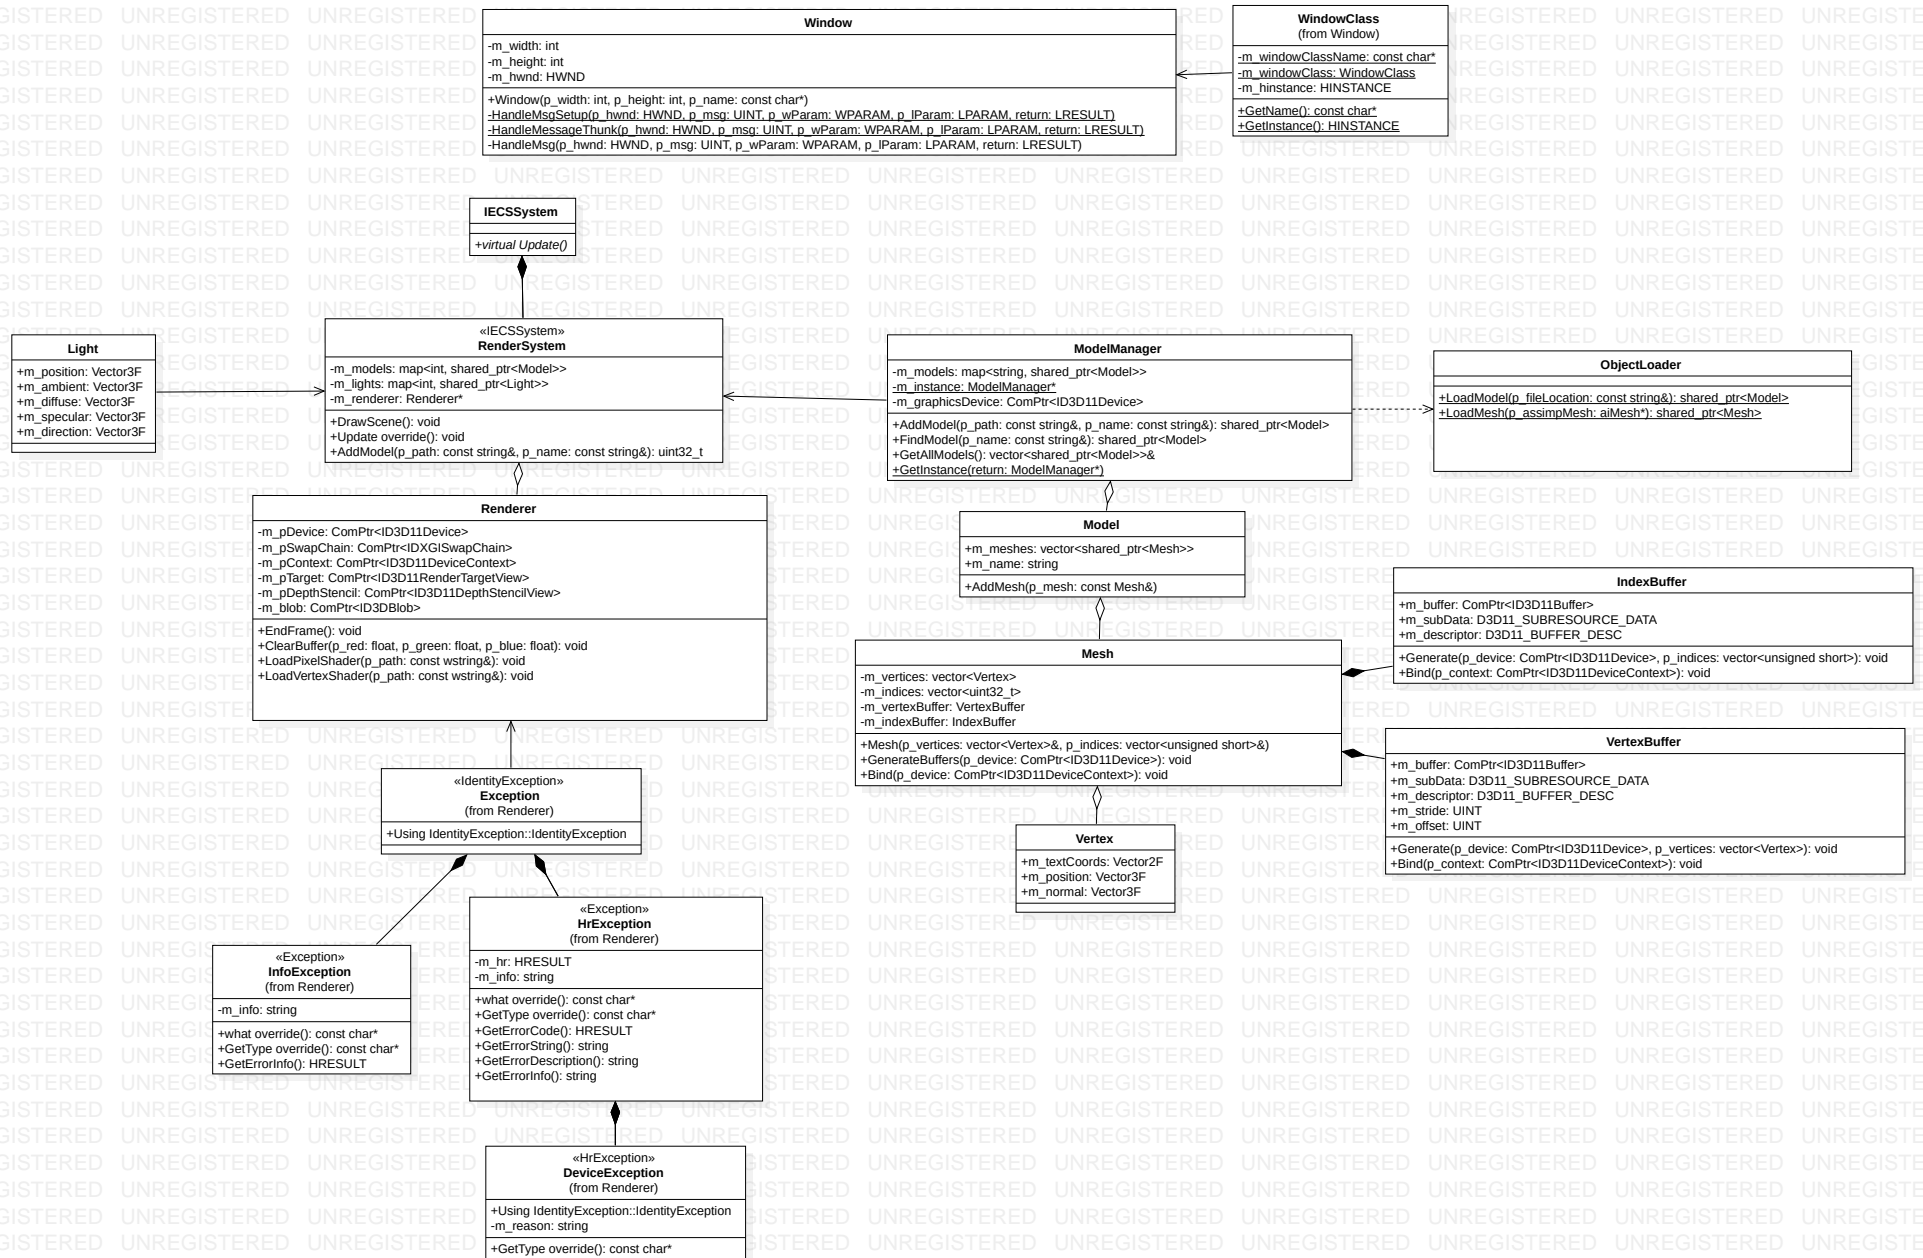 Window
-m_width: int
-m_height: int
-m_hwnd: HWND
+Window(p_width: int, p_height: int, p_name: const char*)
-HandleMsgSetup(p_hwnd: HWND, p_msg: UINT, p_wParam: WPARAM, p_lParam: LPARAM, return: LRESULT)
-HandleMessageThunk(p_hwnd: HWND, p_msg: UINT, p_wParam: WPARAM, p_lParam: LPARAM, return: LRESULT)
-HandleMsg(p_hwnd: HWND, p_msg: UINT, p_wParam: WPARAM, p_lParam: LPARAM, return: LRESULT)
WindowClass
(from Window)
-m_windowClassName: const char*
-m_windowClass: WindowClass
-m_hinstance: HINSTANCE
+GetName(): const char*
+GetInstance(): HINSTANCE
IECSSystem
+virtual Update()
Light
+m_position: Vector3F
+m_ambient: Vector3F
+m_diffuse: Vector3F
+m_specular: Vector3F
+m_direction: Vector3F
«IECSSystem»
RenderSystem
-m_models: map<int, shared_ptr<Model>>
-m_lights: map<int, shared_ptr<Light>>
-m_renderer: Renderer*
+DrawScene(): void
+Update override(): void
+AddModel(p_path: const string&, p_name: const string&): uint32_t
ModelManager
-m_models: map<string, shared_ptr<Model>>
-m_instance: ModelManager*
-m_graphicsDevice: ComPtr<ID3D11Device>
+AddModel(p_path: const string&, p_name: const string&): shared_ptr<Model>
+FindModel(p_name: const string&): shared_ptr<Model>
+GetAllModels(): vector<shared_ptr<Model>>&
+GetInstance(return: ModelManager*)
ObjectLoader
+LoadModel(p_fileLocation: const string&): shared_ptr<Model>
+LoadMesh(p_assimpMesh: aiMesh*): shared_ptr<Mesh>
Renderer
-m_pDevice: ComPtr<ID3D11Device>
-m_pSwapChain: ComPtr<IDXGISwapChain>
-m_pContext: ComPtr<ID3D11DeviceContext>
-m_pTarget: ComPtr<ID3D11RenderTargetView>
-m_pDepthStencil: ComPtr<ID3D11DepthStencilView>
-m_blob: ComPtr<ID3DBlob>
+EndFrame(): void
+ClearBuffer(p_red: float, p_green: float, p_blue: float): void
+LoadPixelShader(p_path: const wstring&): void
+LoadVertexShader(p_path: const wstring&): void
Model
+m_meshes: vector<shared_ptr<Mesh>>
+m_name: string
+AddMesh(p_mesh: const Mesh&)
IndexBuffer
+m_buffer: ComPtr<ID3D11Buffer>
+m_subData: D3D11_SUBRESOURCE_DATA
+m_descriptor: D3D11_BUFFER_DESC
+Generate(p_device: ComPtr<ID3D11Device>, p_indices: vector<unsigned short>): void
+Bind(p_context: ComPtr<ID3D11DeviceContext>): void
Mesh
-m_vertices: vector<Vertex>
-m_indices: vector<uint32_t>
-m_vertexBuffer: VertexBuffer
-m_indexBuffer: IndexBuffer
+Mesh(p_vertices: vector<Vertex>&, p_indices: vector<unsigned short>&)
+GenerateBuffers(p_device: ComPtr<ID3D11Device>): void
+Bind(p_device: ComPtr<ID3D11DeviceContext>): void
VertexBuffer
+m_buffer: ComPtr<ID3D11Buffer>
+m_subData: D3D11_SUBRESOURCE_DATA
+m_descriptor: D3D11_BUFFER_DESC
+m_stride: UINT
+m_offset: UINT
+Generate(p_device: ComPtr<ID3D11Device>, p_vertices: vector<Vertex>): void
+Bind(p_context: ComPtr<ID3D11DeviceContext>): void
«IdentityException»
Exception
(from Renderer)
+Using IdentityException::IdentityException
Vertex
+m_textCoords: Vector2F
+m_position: Vector3F
+m_normal: Vector3F
«Exception»
InfoException
(from Renderer)
-m_info: string
+what override(): const char*
+GetType override(): const char*
+GetErrorInfo(): HRESULT
«Exception»
HrException
(from Renderer)
-m_hr: HRESULT
-m_info: string
+what override(): const char*
+GetType override(): const char*
+GetErrorCode(): HRESULT
+GetErrorString(): string
+GetErrorDescription(): string
+GetErrorInfo(): string
«HrException»
DeviceException
(from Renderer)
+Using IdentityException::IdentityException
-m_reason: string
+GetType override(): const char*
UNREGISTERED